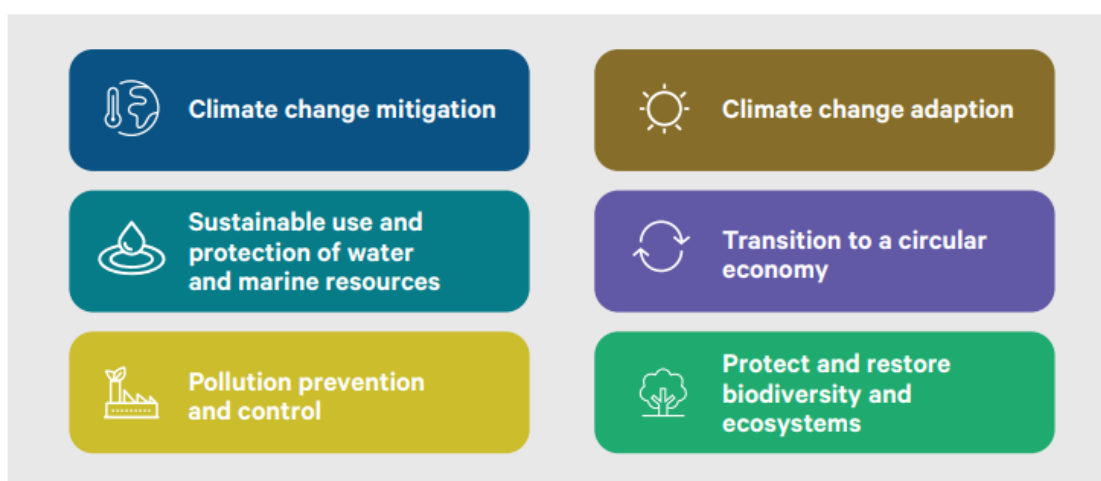 Climate change mitigation
Climate change adaption
Sustainable use and
protection of water
and marine resources
Transition to a circular
economy
Pollution prevention
and control
Protect and restore
biodiversity and
ecosystems